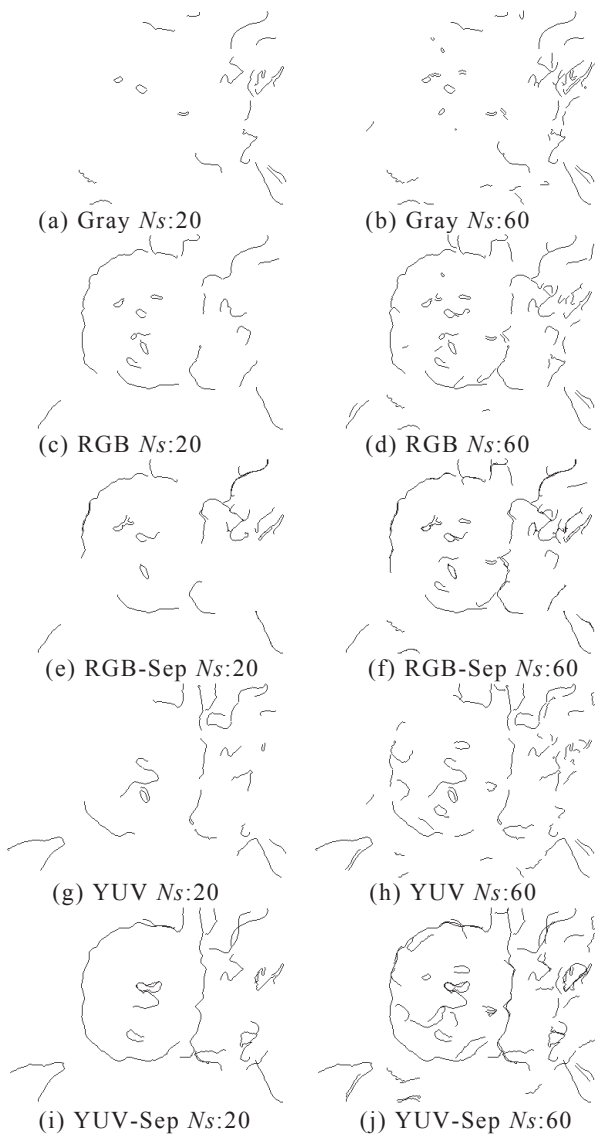 (a) Gray Ns:20
(b) Gray Ns:60
(c) RGB Ns:20
(d) RGB Ns:60
(e) RGB-Sep Ns:20
(f) RGB-Sep Ns:60
(g) YUV Ns:20
(h) YUV Ns:60
(i) YUV-Sep Ns:20
(j) YUV-Sep Ns:60